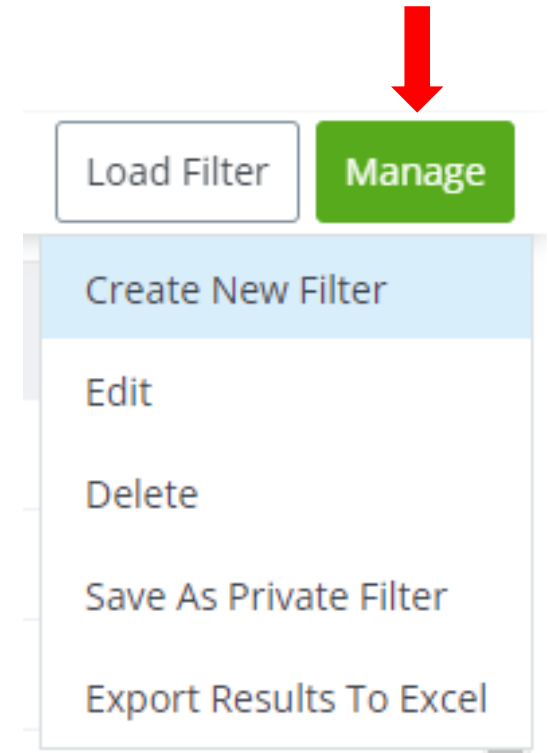 Load Filter Manage
Create New Filter
Edit
Delete
Save As Private Filter
Export Results To Excel